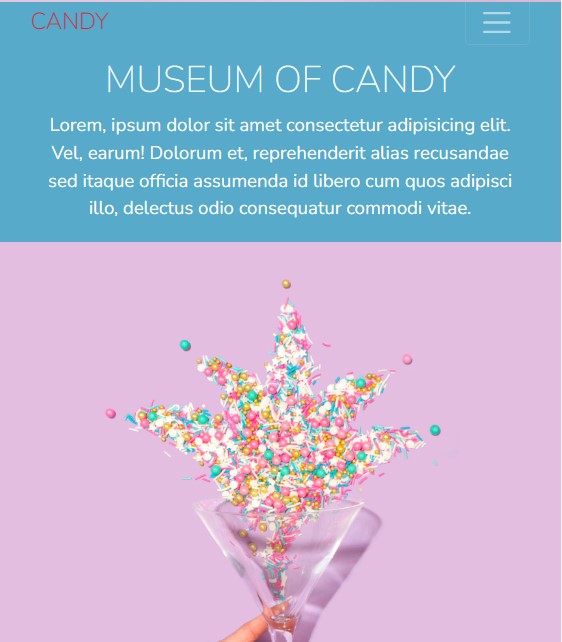 CANDY
MUSEUM OF CANDY
Lorem, ipsum dolor sit amet consectetur adipisicing elit.
Vel, earum! Dolorum et, reprehenderit alias recusandae
sed itaque officia assumenda id libero cum quos adipisci
illo, delectus odio consequatur commodi vitae.